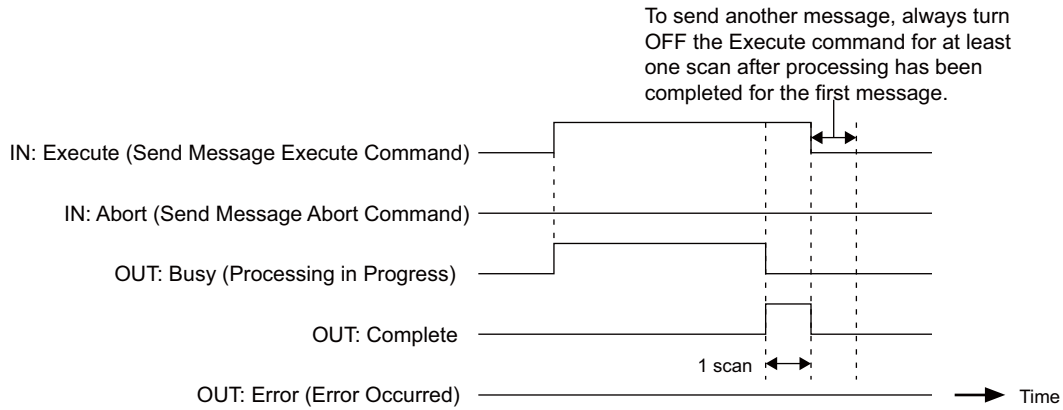 To send another message, always turn
OFF the Execute command for at least
one scan after processing has been
completed for the first message.
IN: Execute (Send Message Execute Command)
IN: Abort (Send Message Abort Command)
OUT: Busy (Processing in Progress)
OUT: Complete
1 scan
OUT: Error (Error Occurred)
Time